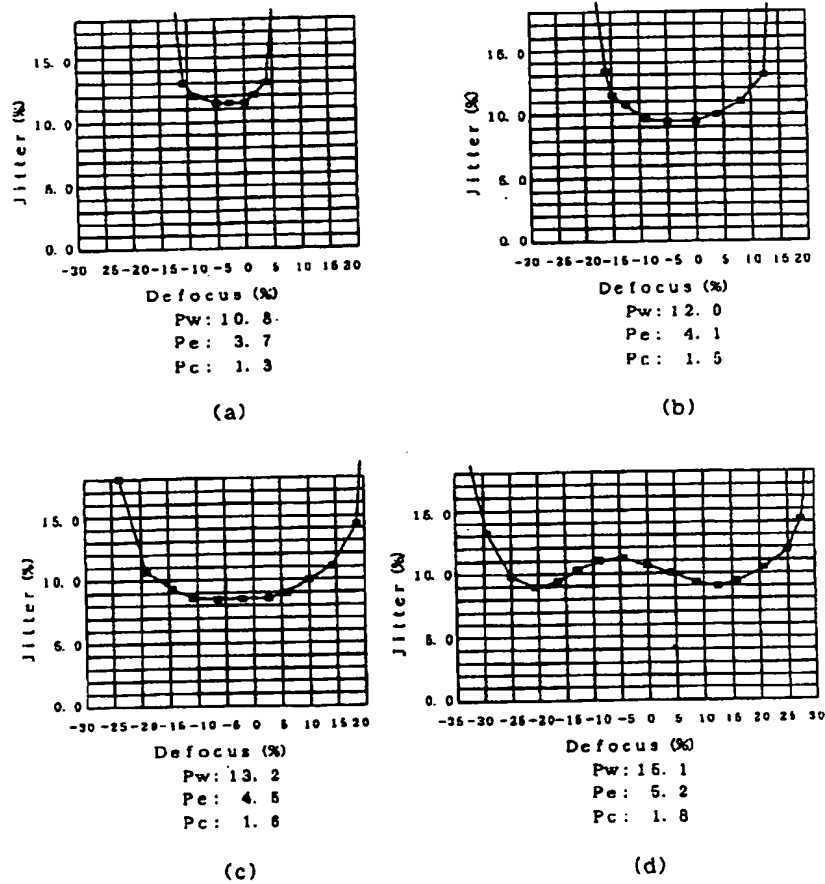 Jitter (%)
15. 0
10. 0
5. 0
0. 0
-30 -25 -20 -15 -10 -5 0 5 10 15 20
Defocus (%)
Pw: 10. 8
Pe: 3. 7
Pc: 1. 3
(a)
Jitter (%)
15. 0
10. 0
5. 0
0. 0
-30 -25 -20 -15 -10 -5 0 5 10 15 20
Defocus (%)
Pw: 12. 0
Pe: 4. 1
Pc: 1. 5
(b)
Jitter (%)
15. 0
10. 0
5. 0
0. 0
-30 -25 -20 -15 -10 -5 0 5 10 15 20
Defocus (%)
Pw: 13. 2
Pe: 4. 5
Pc: 1. 6
(c)
Jitter (%)
15. 0
10. 0
5. 0
0. 0
-35 -30 -25 -20 -15 -10 -5 0 5 10 15 20 25 30
Defocus (%)
Pw: 15. 1
Pe: 5. 2
Pc: 1. 8
(d)